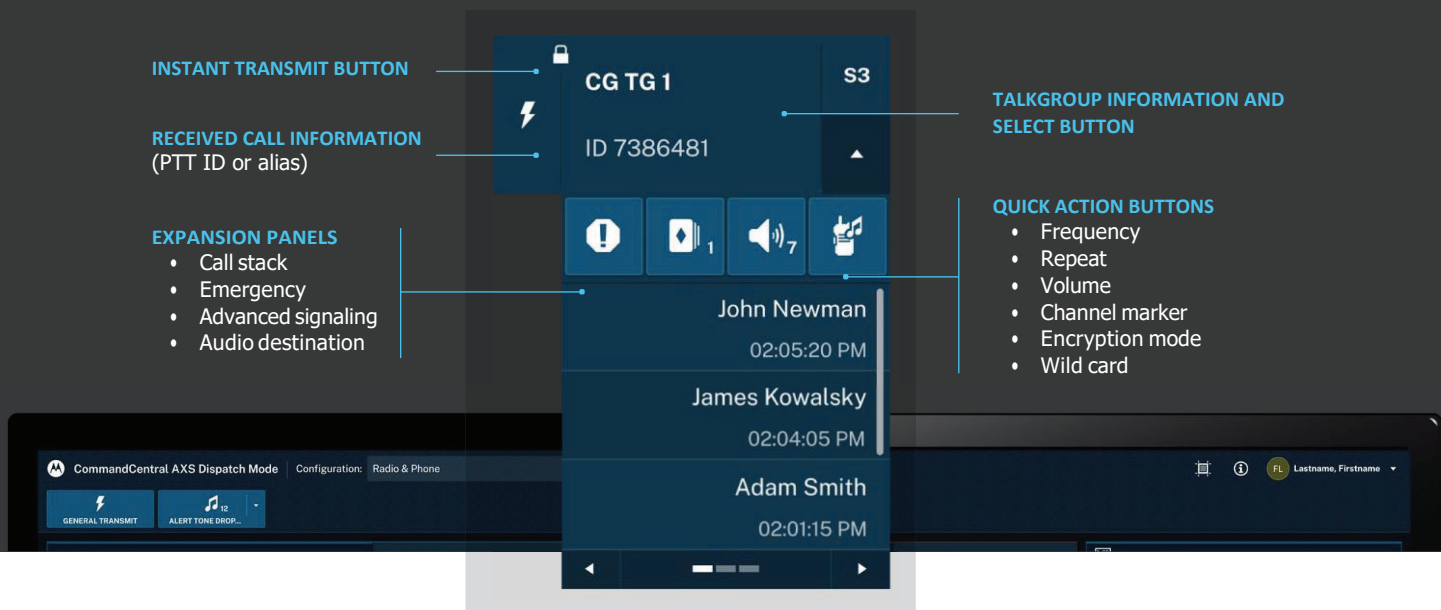 INSTANT TRANSMIT BUTTON
RECEIVED CALL INFORMATION
(PTT ID or alias)
EXPANSION PANELS
• Call stack
• Emergency
• Advanced signaling
• Audio destination
CG TG 1
S3
ID 7386481
1
7
John Newman
02:05:20 PM
James Kowalsky
02:04:05 PM
Adam Smith
02:01:15 PM
TALKGROUP INFORMATION AND
SELECT BUTTON
QUICK ACTION BUTTONS
• Frequency
• Repeat
• Volume
• Channel marker
• Encryption mode
• Wild card
CommandCentral AXS Dispatch Mode
Configuration: Radio & Phone
FL Lastname, Firstname
GENERAL TRANSMIT
12
ALERT TONE DROP...